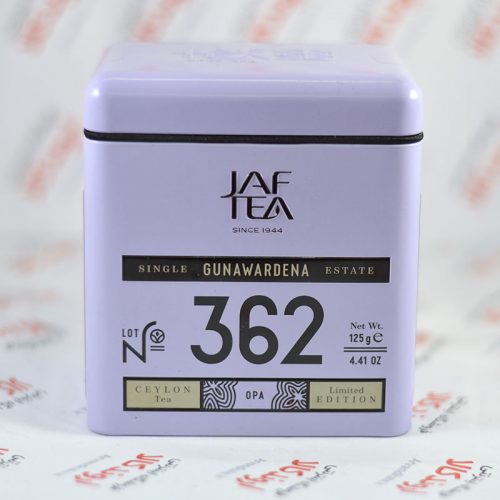 JAF
TEA
SINCE 1944
SINGLE GUNAWARDENA ESTATE
LOT
No
362
Net Wt.
125g e
4.41 OZ
CEYLON
Tea
OPA
Limited
EDITION